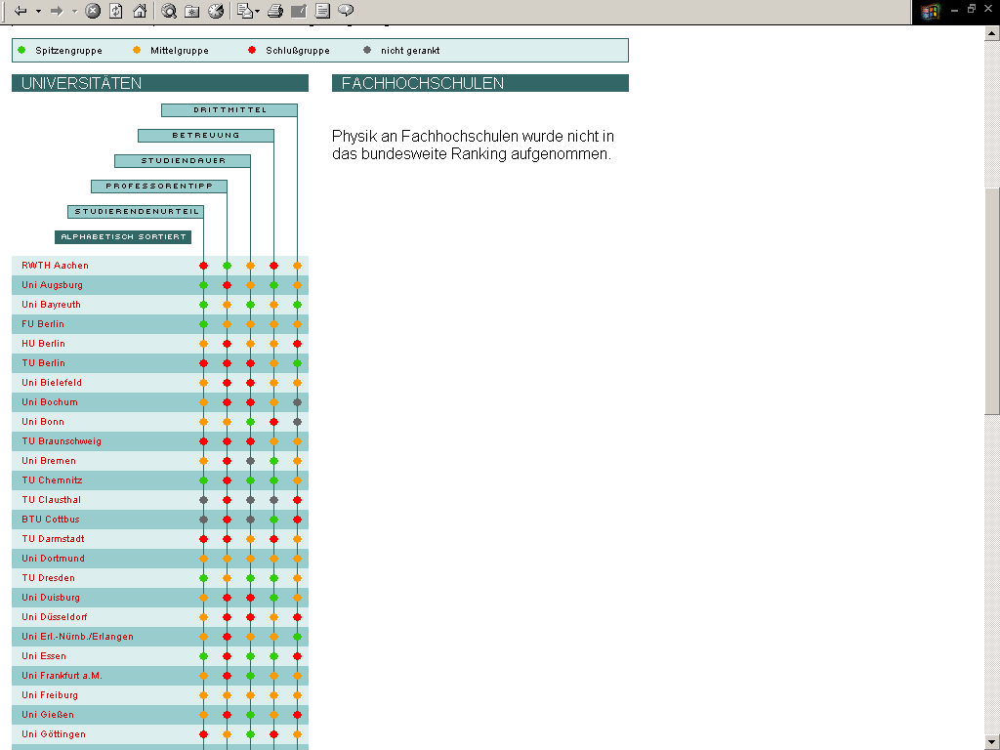 Spitzengruppe Mittelgruppe Schlußgruppe nicht gerankt
UNIVERSITÄTEN
DRITTMITTEL
BETREUUNG
STUDIENDAUER
PROFESSORENTIPP
STUDIERENDENURTEIL
ALPHABETISCH SORTIERT
RWTH Aachen
Uni Augsburg
Uni Bayreuth
FU Berlin
HU Berlin
TU Berlin
Uni Bielefeld
Uni Bochum
Uni Bonn
TU Braunschweig
Uni Bremen
TU Chemnitz
TU Clausthal
BTU Cottbus
TU Darmstadt
Uni Dortmund
TU Dresden
Uni Duisburg
Uni Düsseldorf
Uni Erl.-Nürnb./Erlangen
Uni Essen
Uni Frankfurt a.M.
Uni Freiburg
Uni Gießen
Uni Göttingen
FACHHOCHSCHULEN
Physik an Fachhochschulen wurde nicht in
das bundesweite Ranking aufgenommen.